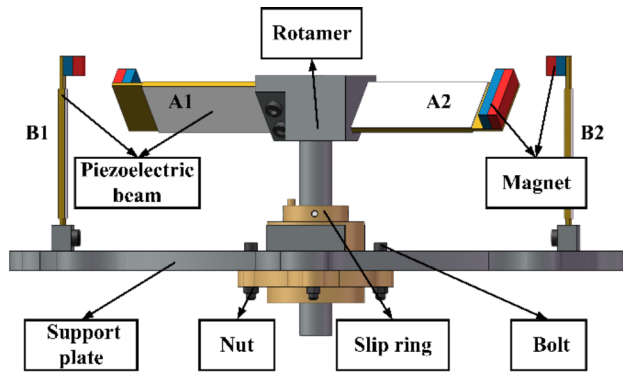 Rotamer
A1
A2
B1
B2
Piezoelectric
beam
Magnet
Support
plate
Nut
Slip ring
Bolt